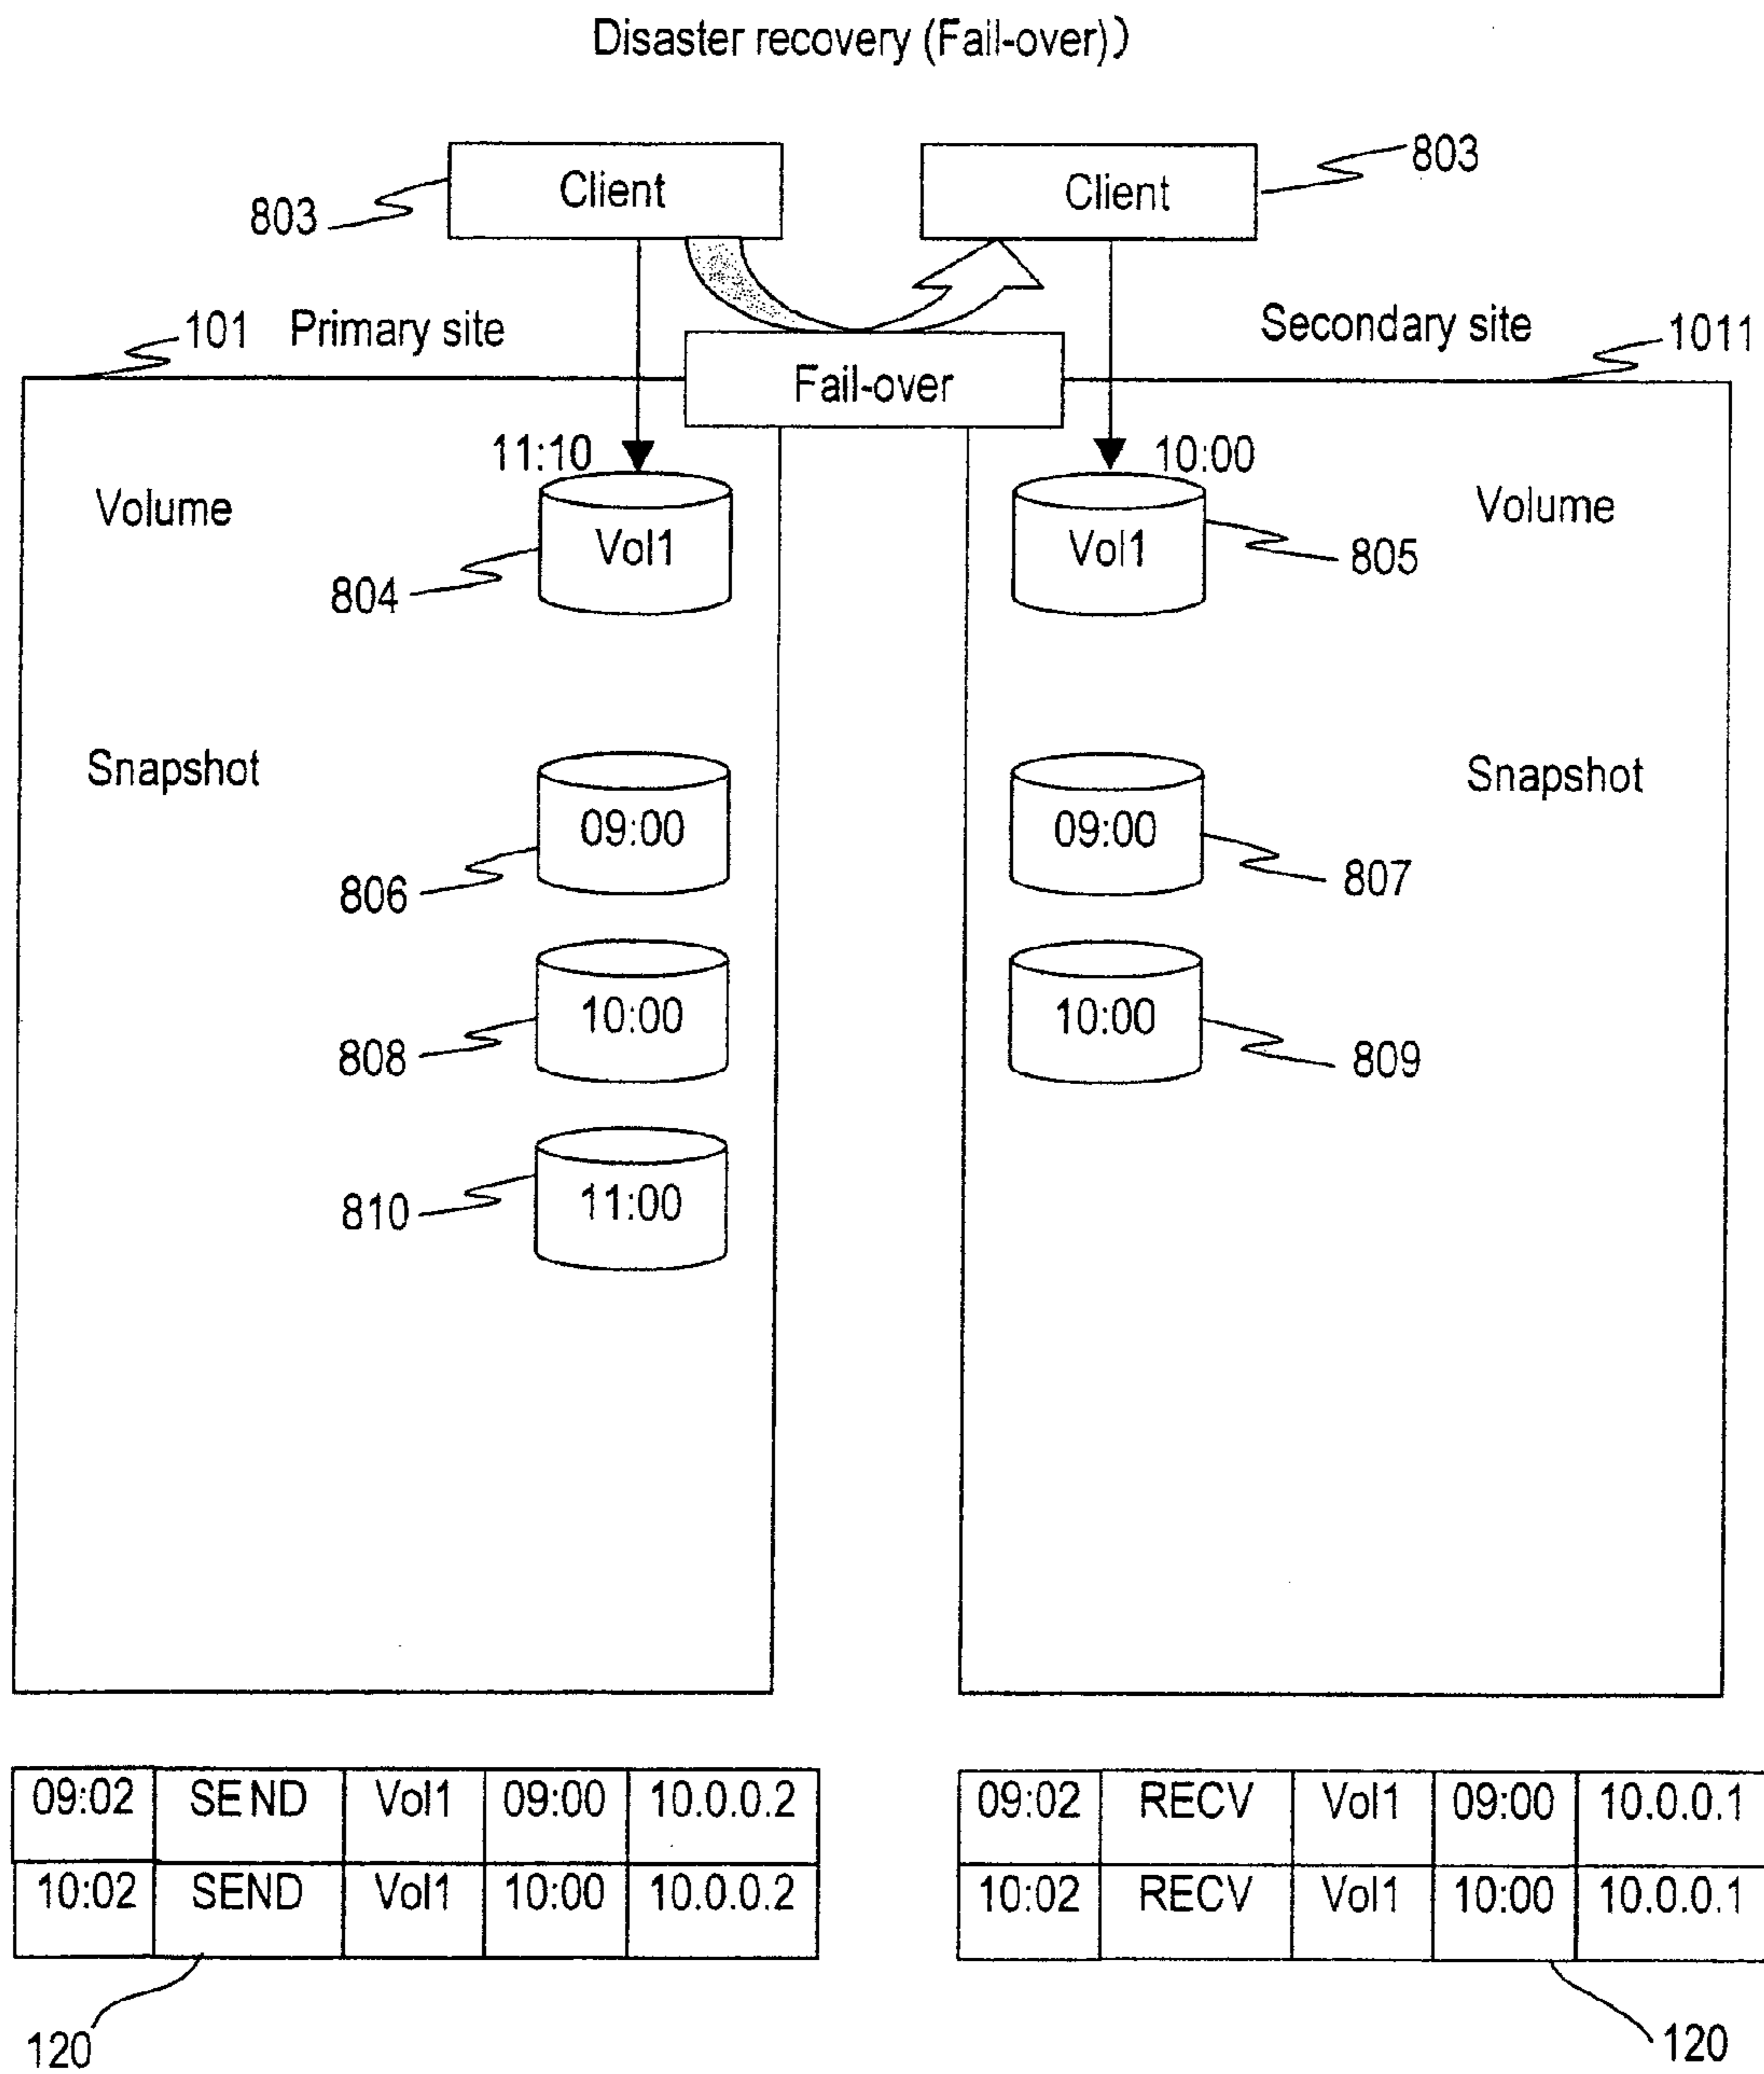 Disaster recovery (Fail-over))
Client
Client
803
803
101 Primary site
Secondary site 1011
Fail-over
11:10
10:00
Volume
Vol1
Vol1
Volume
804
805
Snapshot
Snapshot
09:00
09:00
806
807
10:00
10:00
808
809
11:00
810
09:02 SEND Vol1 09:00 10.0.0.2
10:02 SEND Vol1 10:00 10.0.0.2
09:02 RECV Vol1 09:00 10.0.0.1
10:02 RECV Vol1 10:00 10.0.0.1
120
120